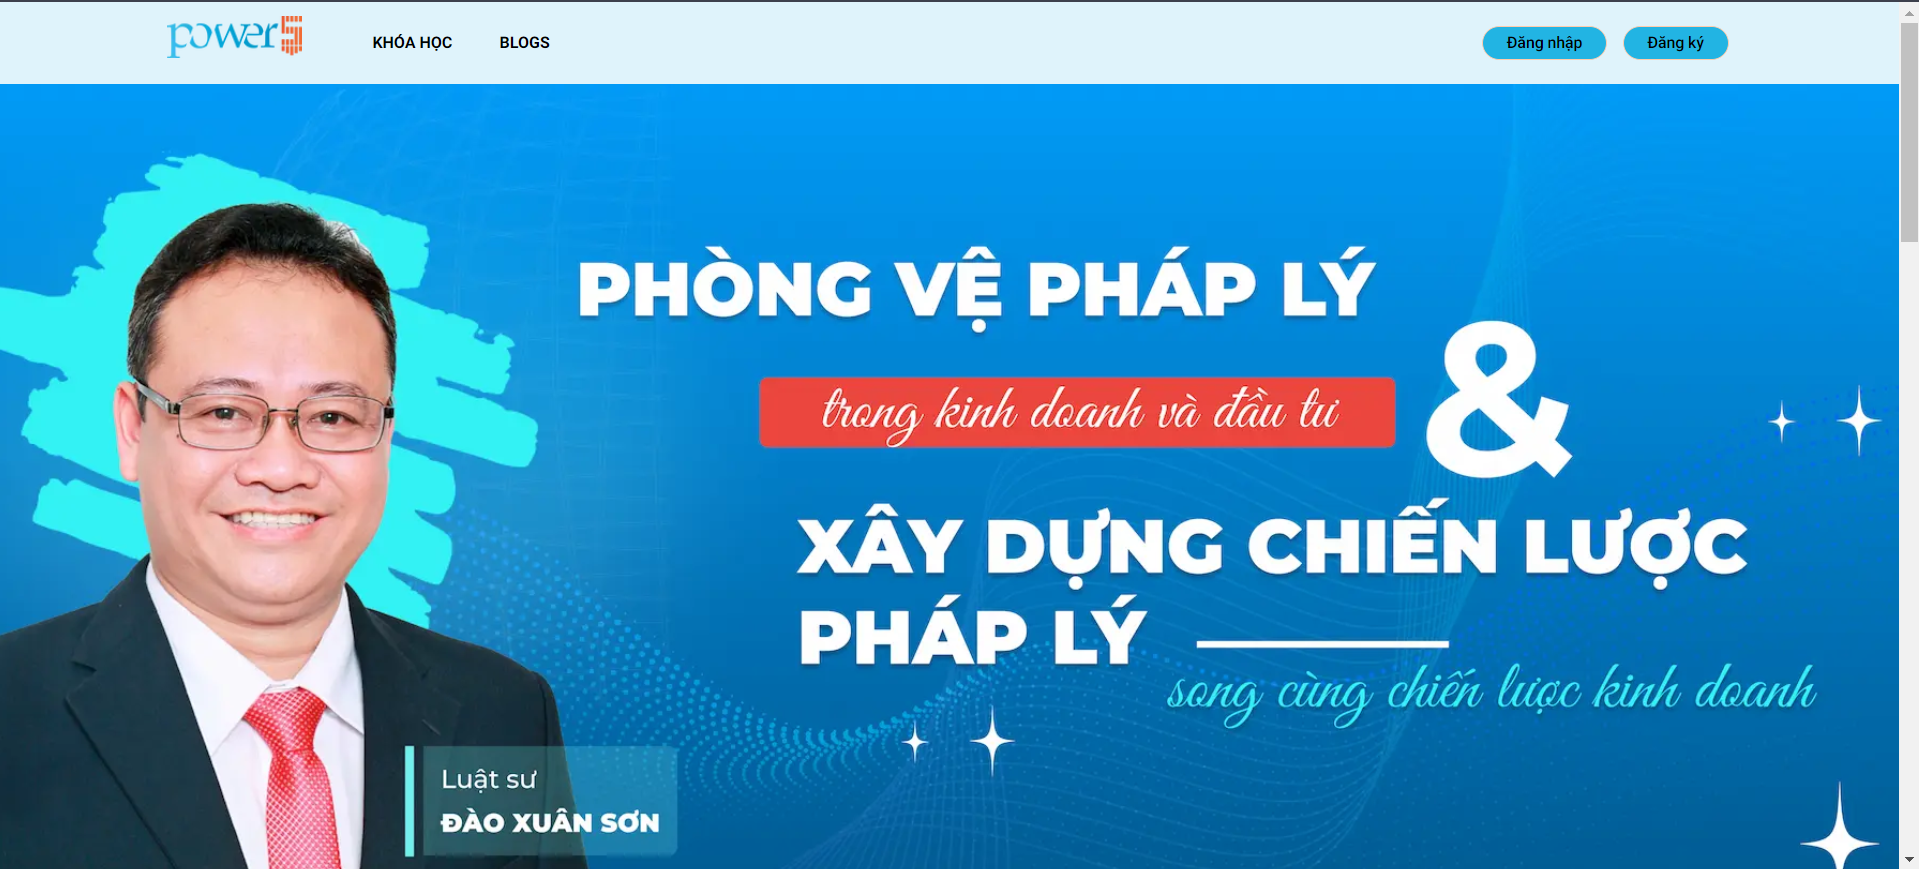 power5
KHÓA HỌC
BLOGS
Đăng nhập
Đăng ký
PHÒNG VỆ PHÁP LÝ
trong kinh doanh và đầu tư
&
XÂY DỰNG CHIẾN LƯỢC
PHÁP LÝ
song cùng chiến lược kinh doanh
Luật sư
ĐÀO XUÂN SƠN